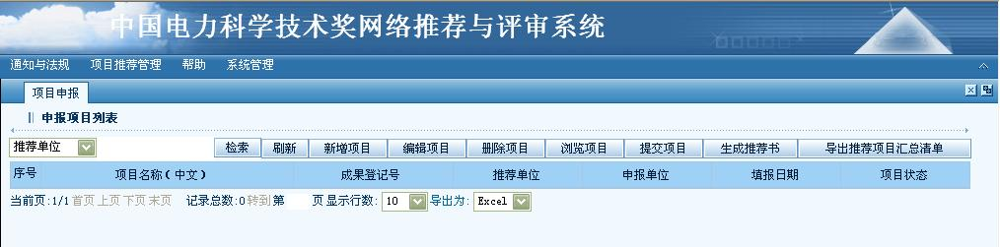 中国电力科学技术奖网络推荐与评审系统
通知与法规 项目推荐管理 帮助 系统管理
项目申报
申报项目列表
推荐单位 检索 刷新 新增项目 编辑项目 删除项目 浏览项目 提交项目 生成推荐书 导出推荐项目汇总清单
序号 项目名称(中文) 成果登记号 推荐单位 申报单位 填报日期 项目状态
当前页:1/1 首页 上页 下页 末页 记录总数:0 转到 第 页 显示行数: 10 导出为: Excel